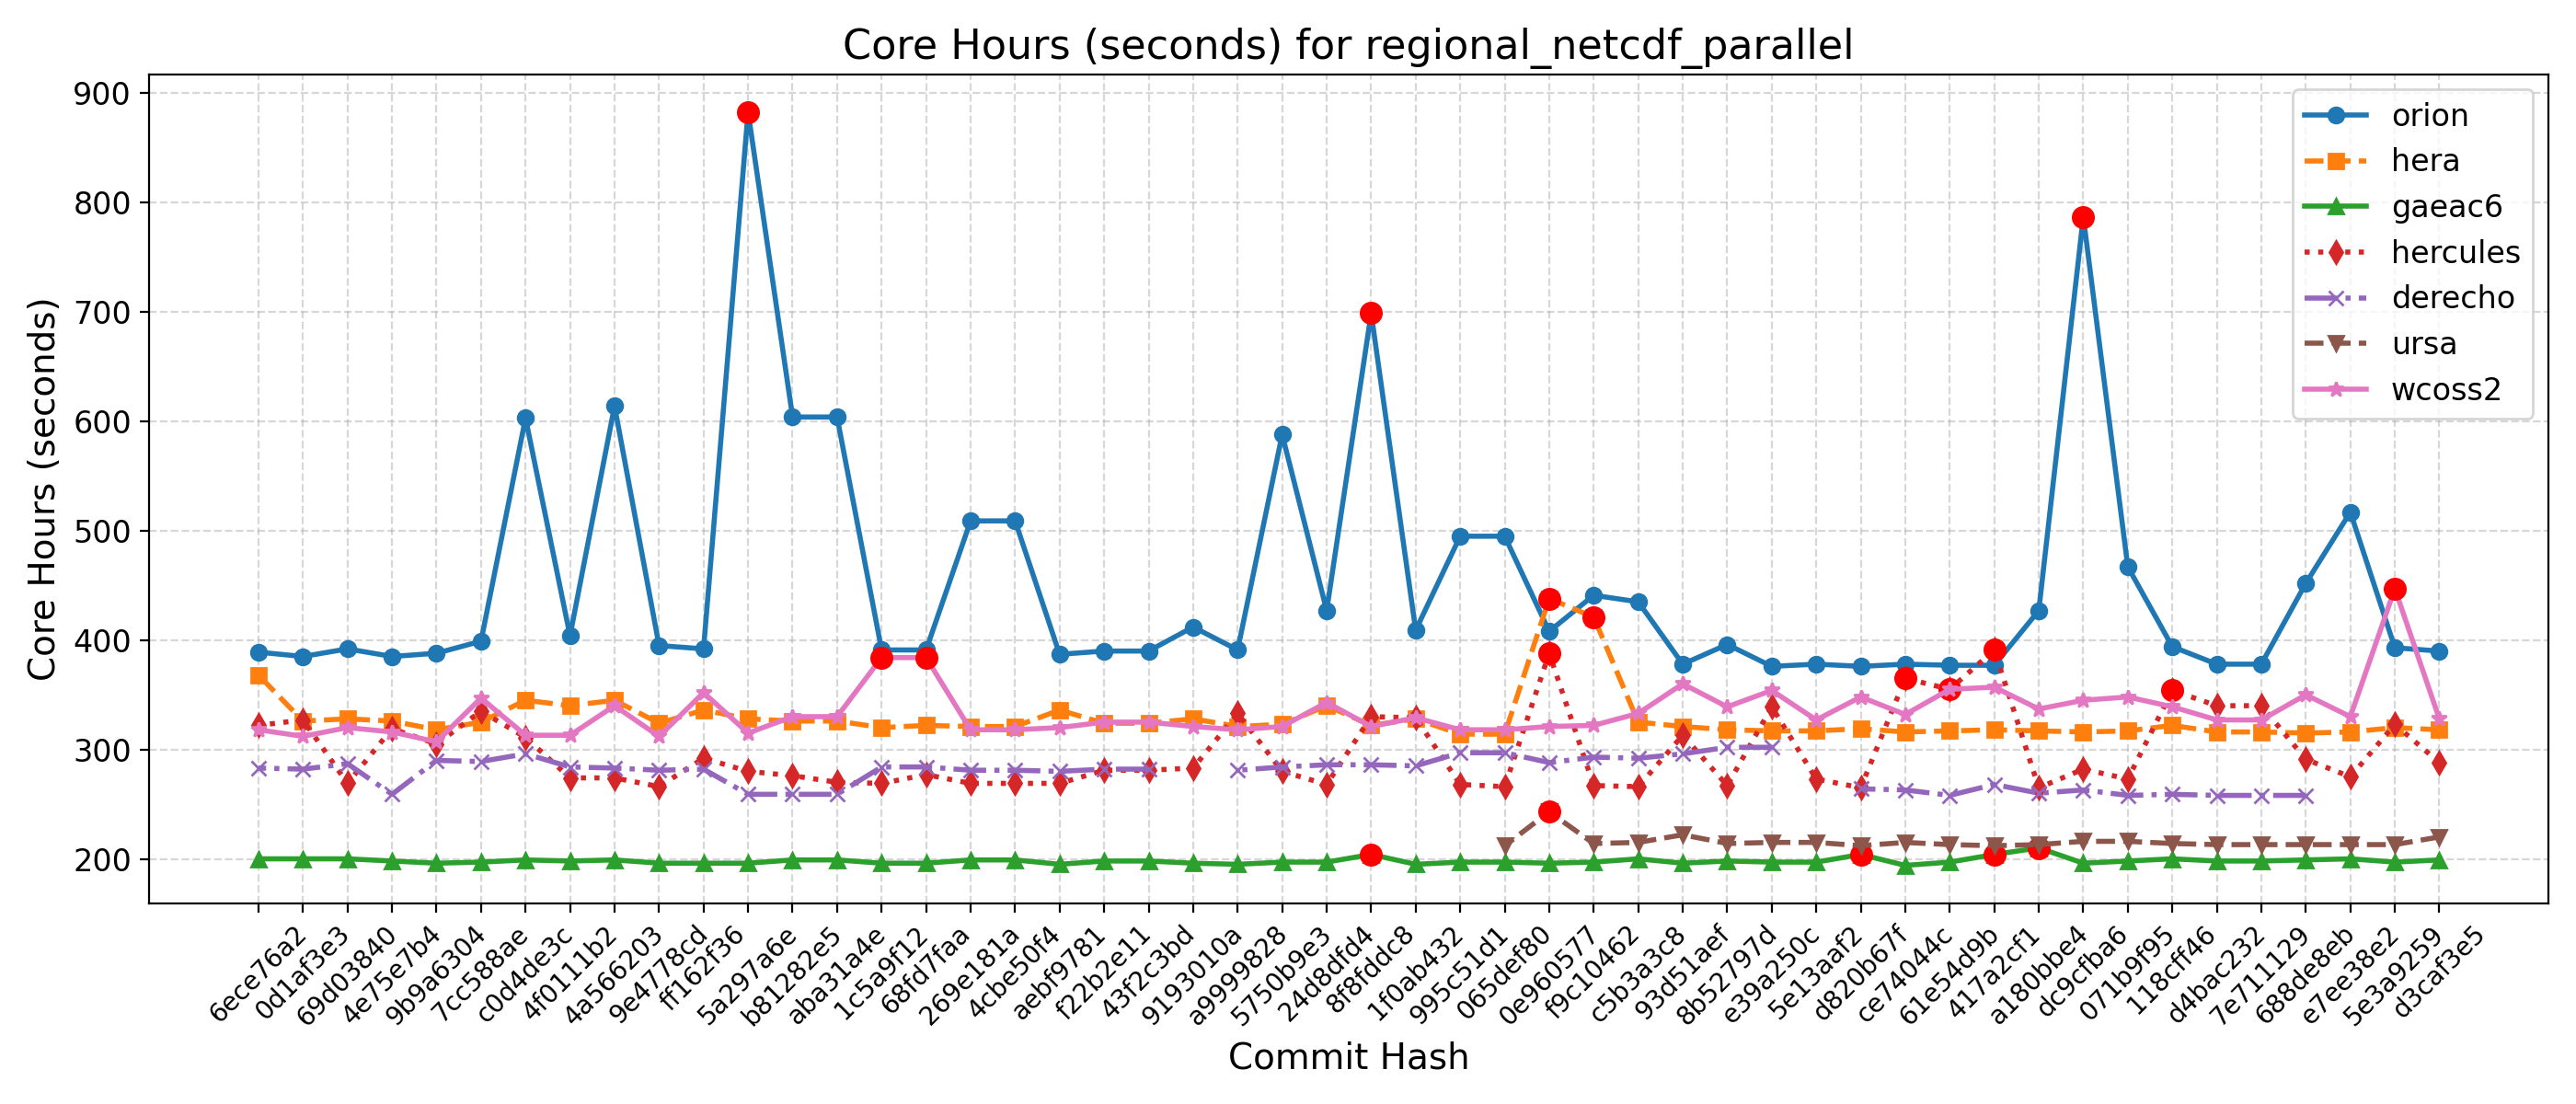 Core Hours (seconds) for regional_netcdf_parallel
Core Hours (seconds)
900
800
700
600
500
400
300
200
orion
hera
gaeac6
hercules
derecho
ursa
wcoss2
6ece76a2
0d1af3e3
69d03840
4e75e7b4
9b9a6304
7cc588ae
c0d4de3c
4f0111b2
4a566203
9e4778cd
ff162f36
5a297a6e
b81282e5
aba31a4e
1c5a9f12
68fd7faa
269e181a
4cbe50f4
aebf9781
f22b2e11
43f2c3bd
9193010a
a9999828
5750b9e3
24d8dfd4
8f8fddc8
1f0ab432
995c51d1
065def80
0e960577
f9c10462
c5b3a3c8
93d51aef
8b52797d
e39a250c
5e13aaf2
d820b67f
ce74044c
61e54d9b
417a2cf1
a180bbe4
dc9cfba6
071b9f95
118cff46
d4bac232
7e711129
688de8eb
e7ee38e2
5e3a9259
d3caf3e5
Commit Hash